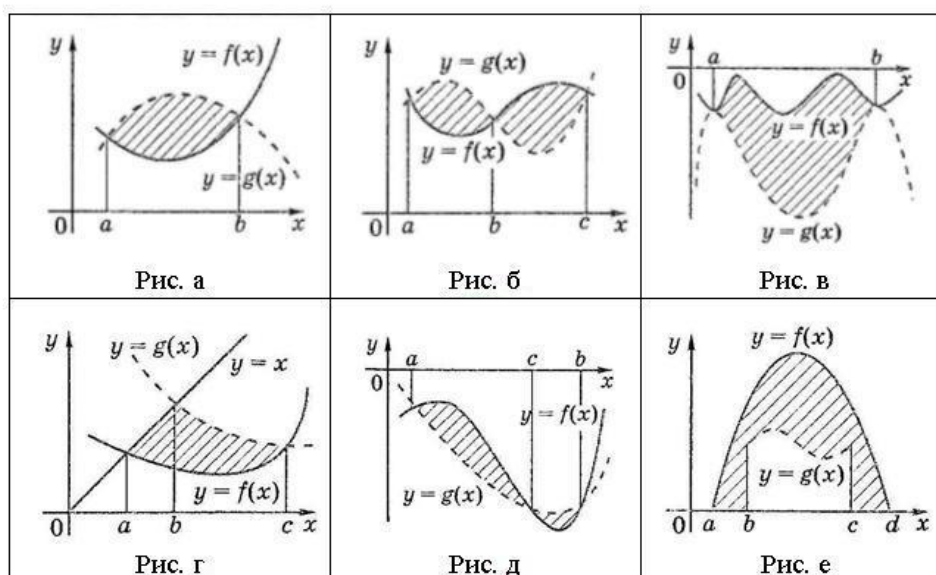 y
y = f(x)
y = g(x)
0
a
b
x
Рис. а
y
y = g(x)
y = f(x)
0
a
b
c
x
Рис. б
y
a
b
0
x
y = f(x)
y = g(x)
Рис. в
y
y = g(x)
y = x
y = f(x)
0
a
b
c
x
Рис. г
y
a
c
b
0
x
y = f(x)
y = g(x)
Рис. д
y
y = f(x)
y = g(x)
0
a
b
c
d
x
Рис. е